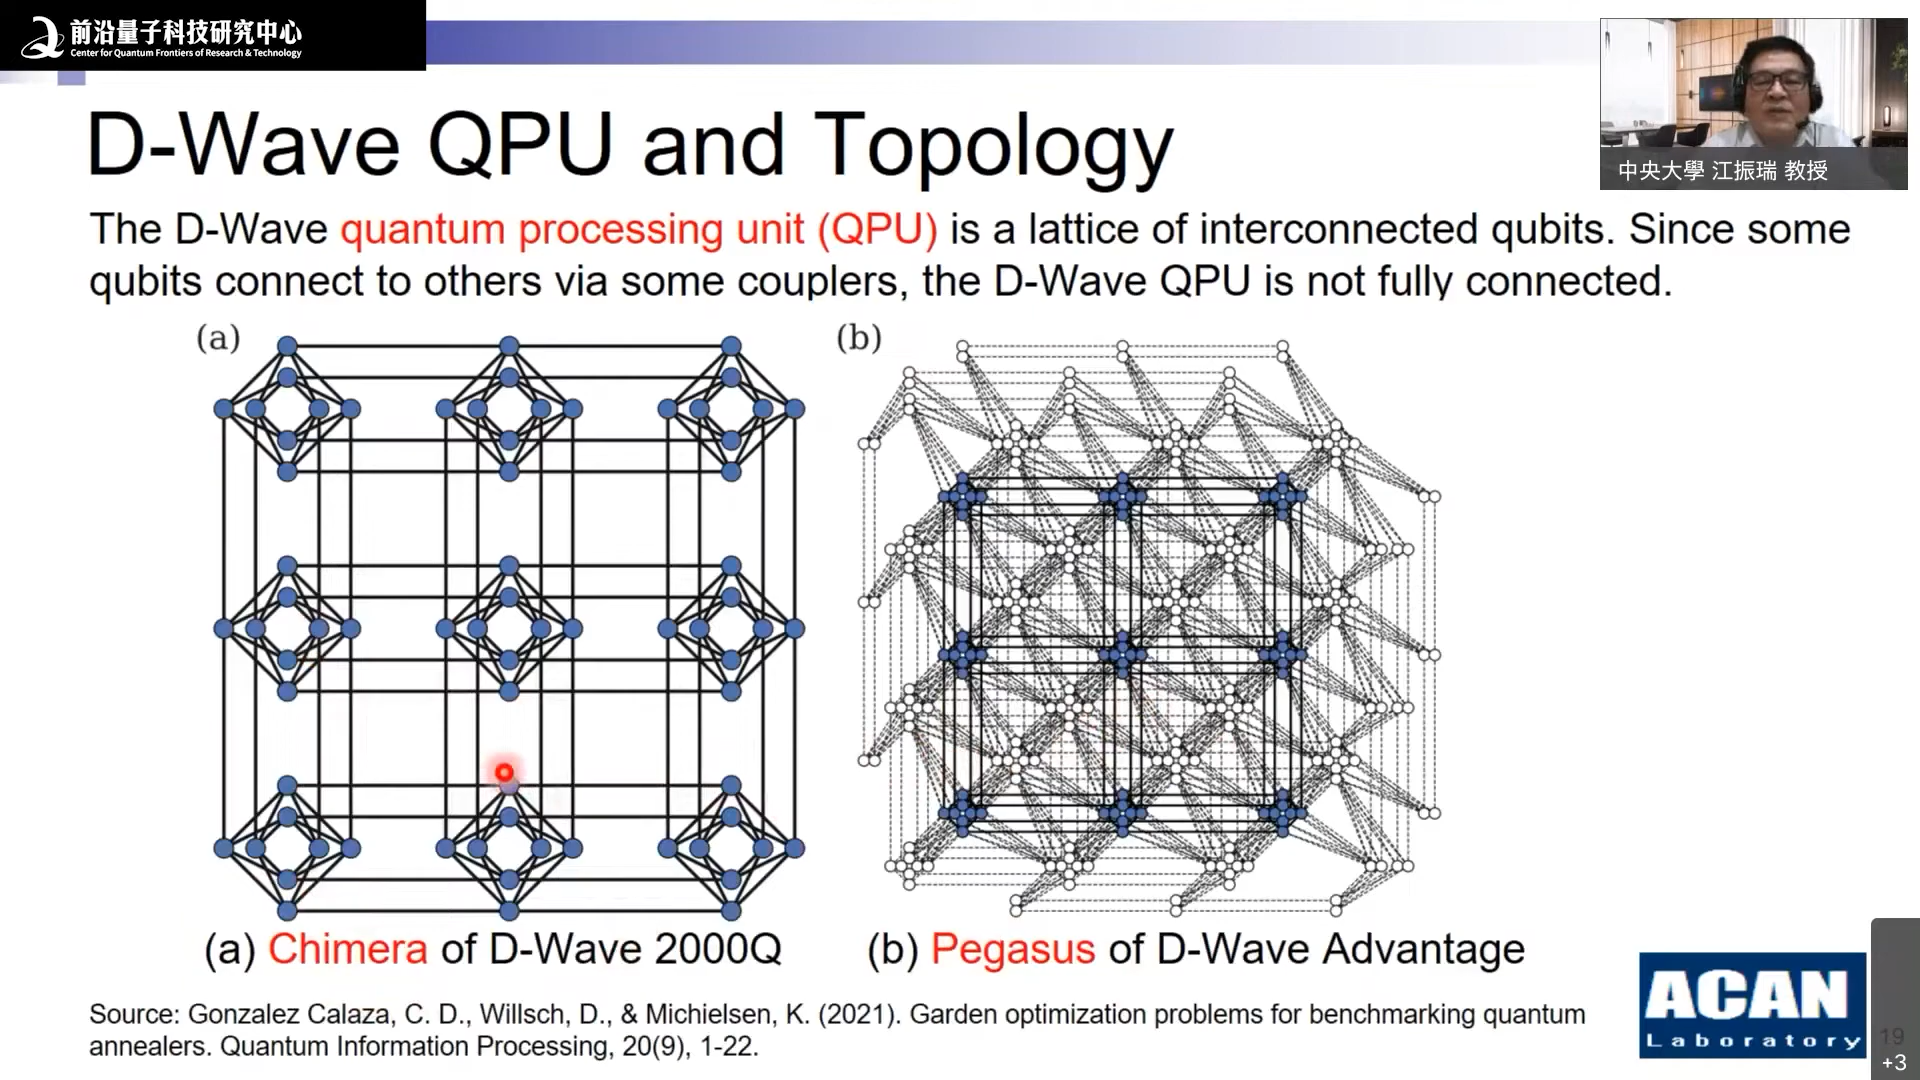 前沿量子科技研究中心
Center for Quantum Frontiers of Research & Technology
中央大學 江振瑞 教授
D-Wave QPU and Topology
The D-Wave quantum processing unit (QPU) is a lattice of interconnected qubits. Since some
qubits connect to others via some couplers, the D-Wave QPU is not fully connected.
(a)
(b)
(a) Chimera of D-Wave 2000Q
(b) Pegasus of D-Wave Advantage
Source: Gonzalez Calaza, C. D., Willsch, D., & Michielsen, K. (2021). Garden optimization problems for benchmarking quantum
annealers. Quantum Information Processing, 20(9), 1-22.
ACAN
Laboratory
19
+3